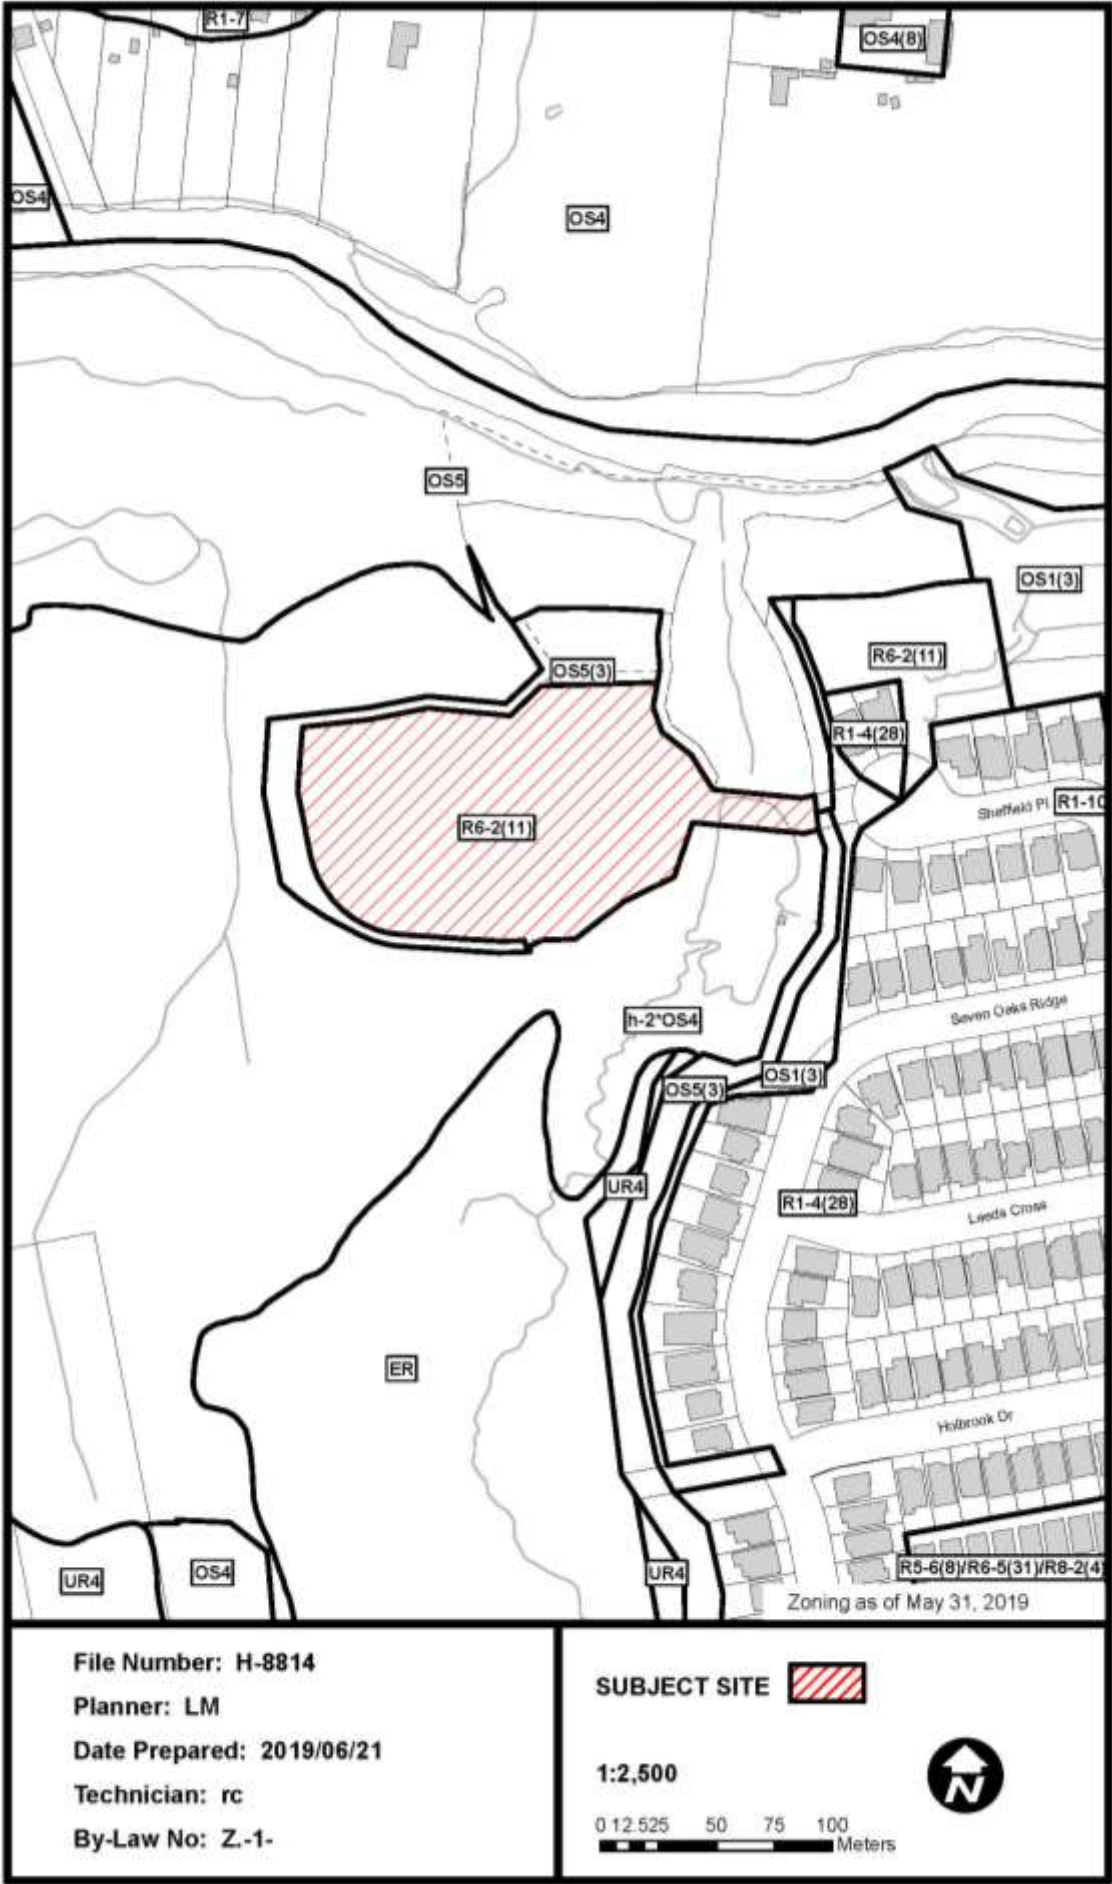 R1-7
OS4(8)
OS4
OS4
OS5
OS1(3)
R6-2(11)
OS5(3)
R1-4(28)
Sheffield Pl
R1-10
R6-2(11)
Seven Oaks Ridge
h-2*OS4
OS1(3)
OS5(3)
UR4
R1-4(28)
Leeds Cross
ER
Holbrook Dr
R5-6(8)/R6-5(31)/R8-2(4)
UR4
OS4
UR4
Zoning as of May 31, 2019
File Number: H-8814
Planner: LM
Date Prepared: 2019/06/21
Technician: rc
By-Law No: Z.-1-
SUBJECT SITE
1:2,500
N
0 12.525 50 75 100
Meters